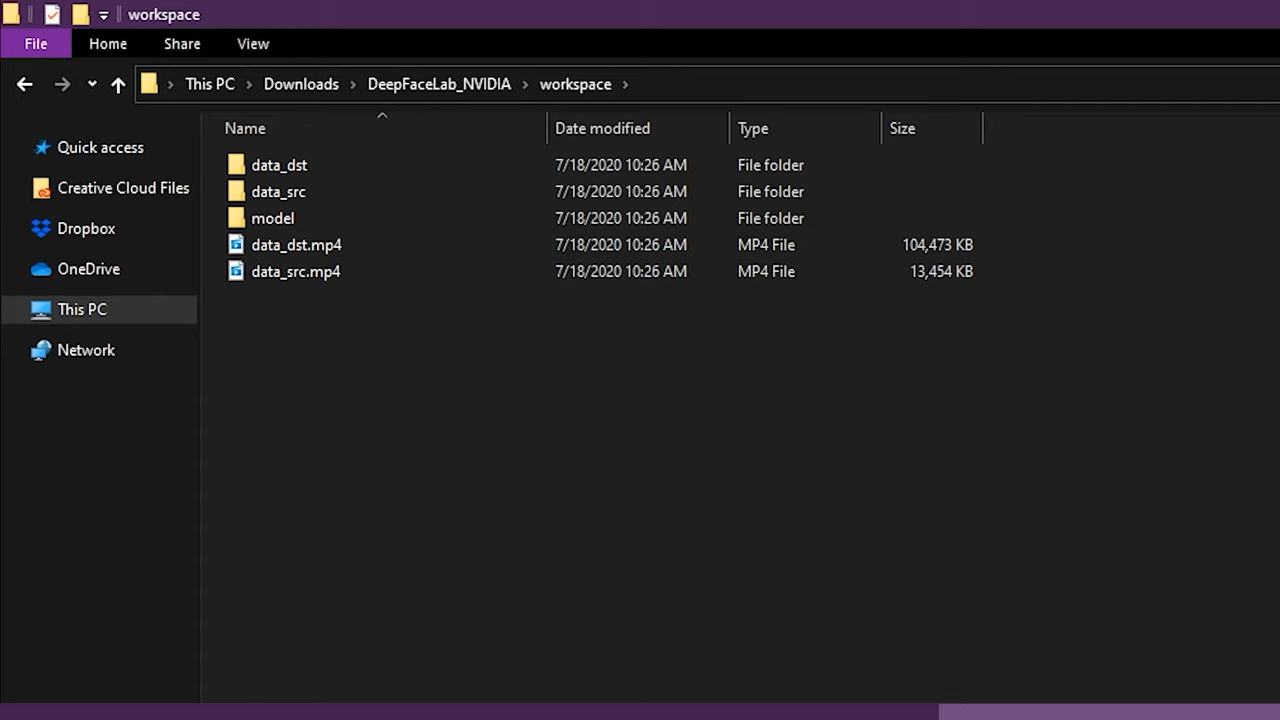 workspace
File Home Share View
This PC Downloads DeepFaceLab_NVIDIA workspace
Name Date modified Type Size
Quick access
Creative Cloud Files
Dropbox
OneDrive
This PC
Network
data_dst 7/18/2020 10:26 AM File folder
data_src 7/18/2020 10:26 AM File folder
model 7/18/2020 10:26 AM File folder
data_dst.mp4 7/18/2020 10:26 AM MP4 File 104,473 KB
data_src.mp4 7/18/2020 10:26 AM MP4 File 13,454 KB